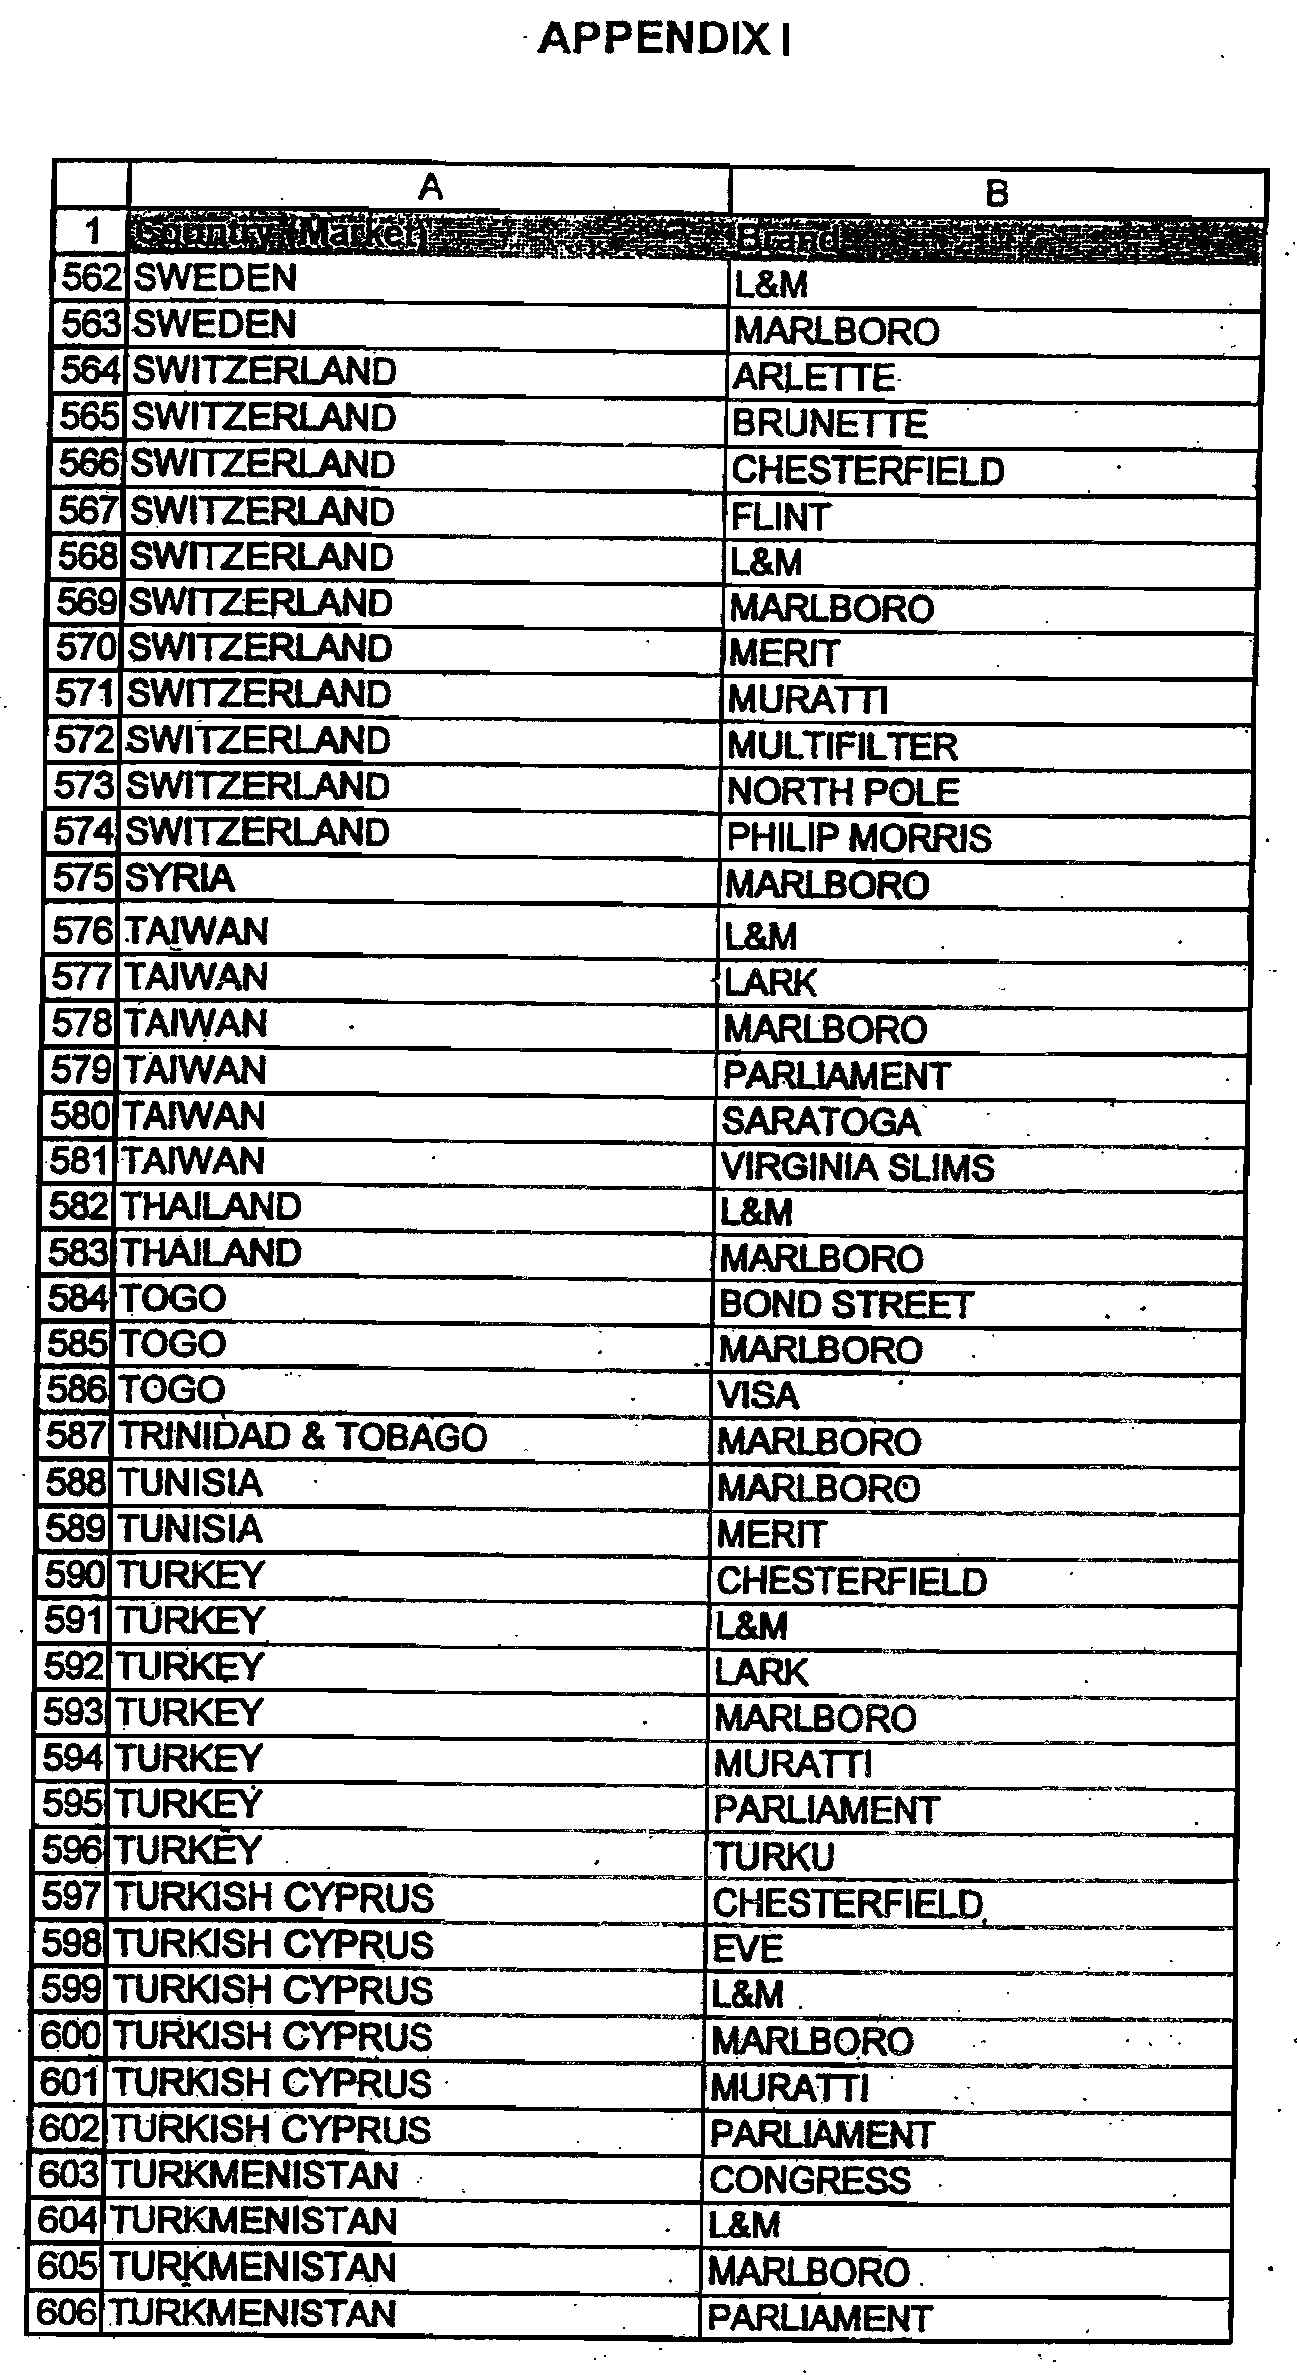 APPENDIX I
A B
1 Country (Market) Brand
562 SWEDEN L&M
563 SWEDEN MARLBORO
564 SWITZERLAND ARLETTE
565 SWITZERLAND BRUNETTE
566 SWITZERLAND CHESTERFIELD
567 SWITZERLAND FLINT
568 SWITZERLAND L&M
569 SWITZERLAND MARLBORO
570 SWITZERLAND MERIT
571 SWITZERLAND MURATTI
572 SWITZERLAND MULTIFILTER
573 SWITZERLAND NORTH POLE
574 SWITZERLAND PHILIP MORRIS
575 SYRIA MARLBORO
576 TAIWAN L&M
577 TAIWAN LARK
578 TAIWAN MARLBORO
579 TAIWAN PARLIAMENT
580 TAIWAN SARATOGA
581 TAIWAN VIRGINIA SLIMS
582 THAILAND L&M
583 THAILAND MARLBORO
584 TOGO BOND STREET
585 TOGO MARLBORO
586 TOGO VISA
587 TRINIDAD & TOBAGO MARLBORO
588 TUNISIA MARLBORO
589 TUNISIA MERIT
590 TURKEY CHESTERFIELD
591 TURKEY L&M
592 TURKEY LARK
593 TURKEY MARLBORO
594 TURKEY MURATTI
595 TURKEY PARLIAMENT
596 TURKEY TURKU
597 TURKISH CYPRUS CHESTERFIELD
598 TURKISH CYPRUS EVE
599 TURKISH CYPRUS L&M
600 TURKISH CYPRUS MARLBORO
601 TURKISH CYPRUS MURATTI
602 TURKISH CYPRUS PARLIAMENT
603 TURKMENISTAN CONGRESS
604 TURKMENISTAN L&M
605 TURKMENISTAN MARLBORO
606 TURKMENISTAN PARLIAMENT